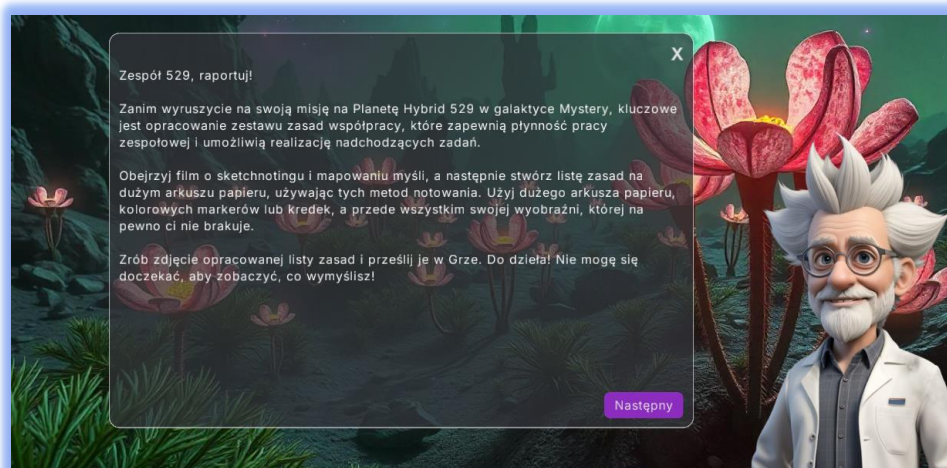 X
Zespół 529, raportuj!
Zanim wyruszycie na swoją misję na Planetę Hybrid 529 w galaktyce Mystery, kluczowe
jest opracowanie zestawu zasad współpracy, które zapewnią płynność pracy
zespołowej i umożliwią realizację nadchodzących zadań.
Obejrzyj film o sketchnotingu i mapowaniu myśli, a następnie stwórz listę zasad na
dużym arkuszu papieru, używając tych metod notowania. Użyj dużego arkusza papieru,
kolorowych markerów lub kredek, a przede wszystkim swojej wyobraźni, której na
pewno ci nie brakuje.
Zrób zdjęcie opracowanej listy zasad i prześlij je w Grze. Do dzieła! Nie mogę się
doczekać, aby zobaczyć, co wymyślisz!
Następny